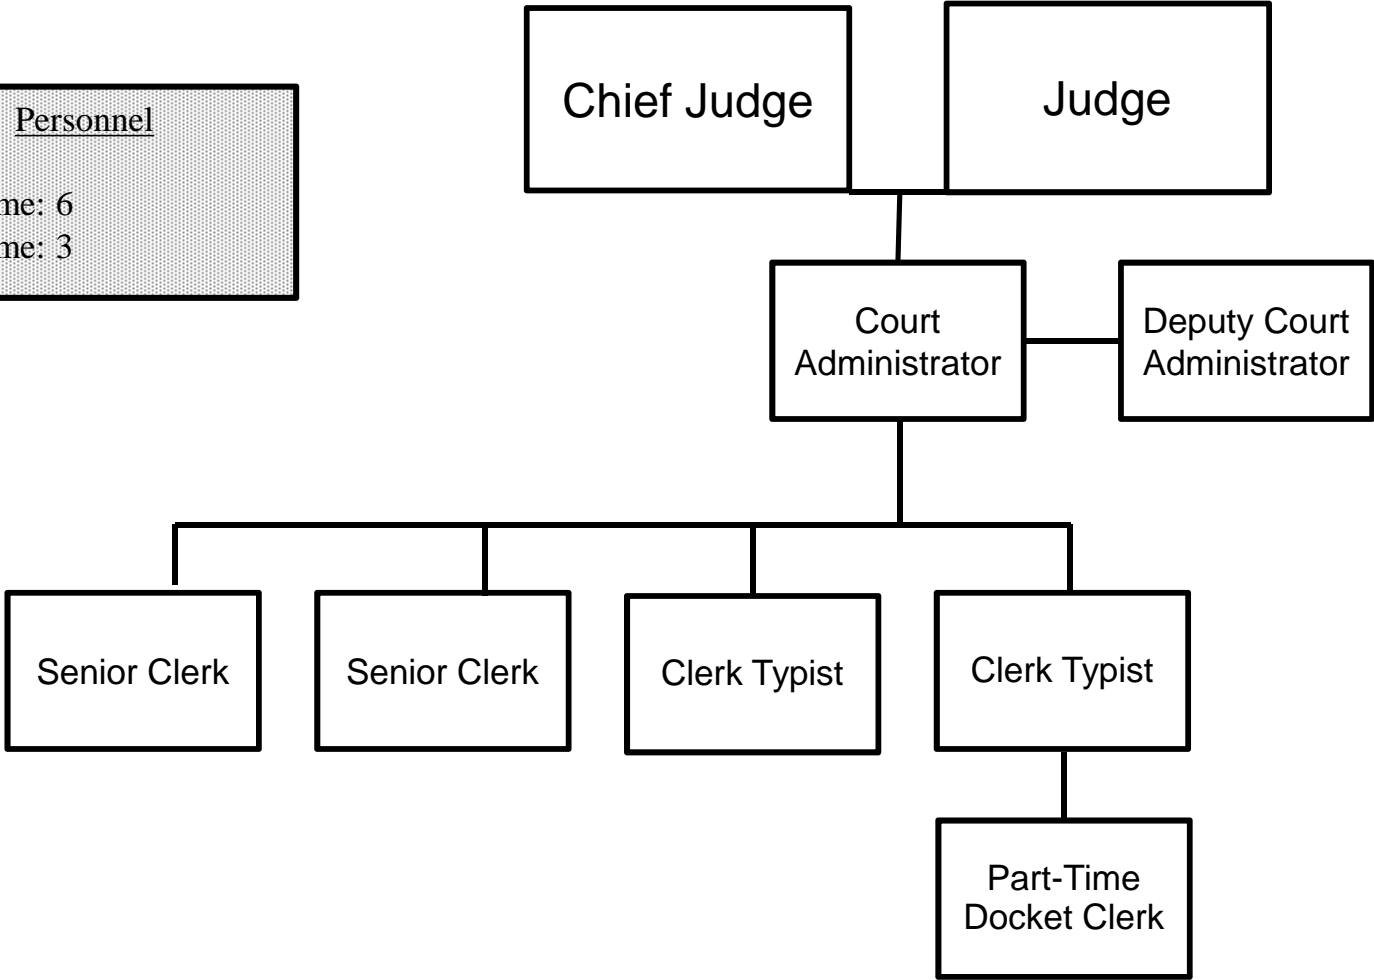 Chief Judge
Judge
Personnel
me: 6
me: 3
Court
Administrator
Deputy Court
Administrator
Senior Clerk
Senior Clerk
Clerk Typist
Clerk Typist
Part-Time
Docket Clerk